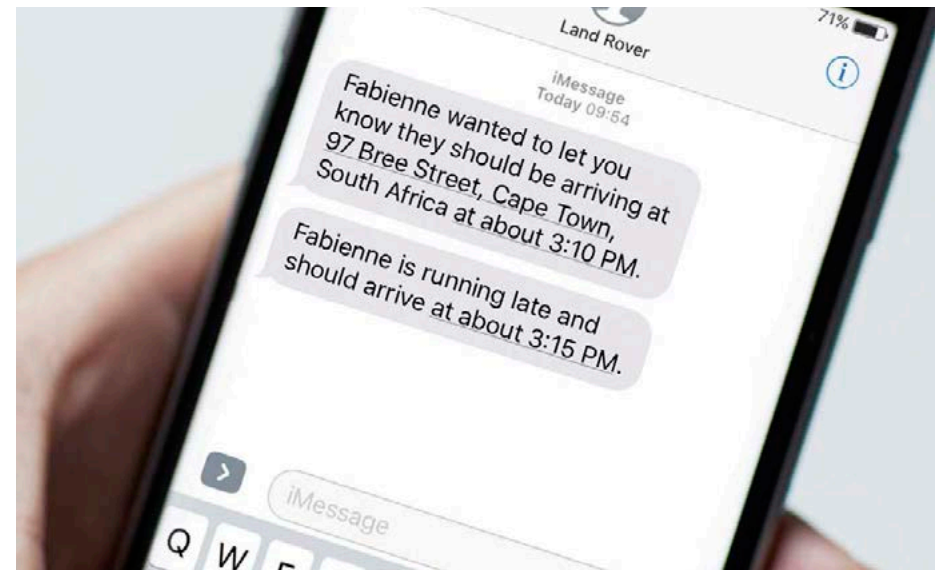 71%
Land Rover
iMessage
Today 09:54
Fabienne wanted to let you
know they should be arriving at
97 Bree Street, Cape Town,
South Africa at about 3:10 PM.
Fabienne is running late and
should arrive at about 3:15 PM.
iMessage
Q W